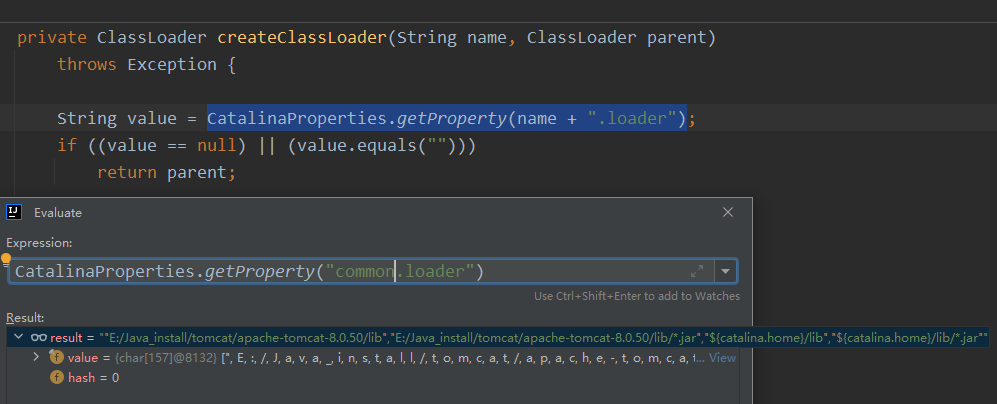 private ClassLoader createClassLoader(String name, ClassLoader parent)
throws Exception {
String value = CatalinaProperties.getProperty(name + ".loader");
if ((value == null) || (value.equals("")))
return parent;
Evaluate
Expression:
CatalinaProperties.getProperty("common.loader")
Use Ctrl+Shift+Enter to add to Watches
Result:
result = ""E:/Java_install/tomcat/apache-tomcat-8.0.50/lib","E:/Java_install/tomcat/apache-tomcat-8.0.50/lib/*.jar","${catalina.home}/lib","${catalina.home}/lib/*.jar""
value = {char[157]@8132} [", E, :, /, J, a, v, a, _, i, n, s, t, a, l, l, /, t, o, m, c, a, t, /, a, p, a, c, h, e, -, t, o, m, c, a, t... View
hash = 0